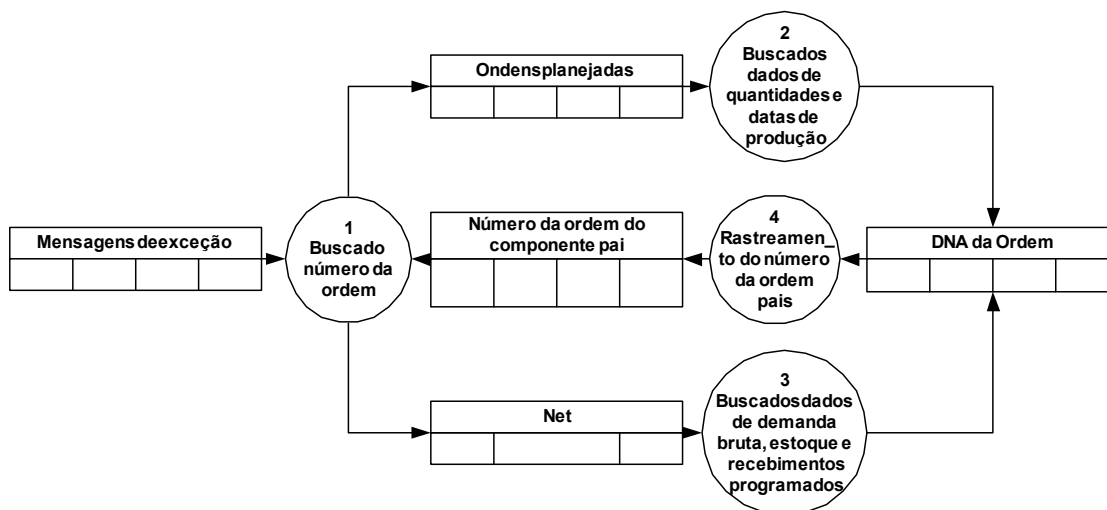 Ondensplanejadas
2
Buscados
dados de
quantidades e
datas de
produção
Mensagens deexceção
1
Buscado
número da
ordem
Número da ordem do
componente pai
4
Rastreamen_
to do número
da ordem
pais
DNA da Ordem
Net
3
Buscadosdados
de demanda
bruta, estoque e
recebimentos
programados